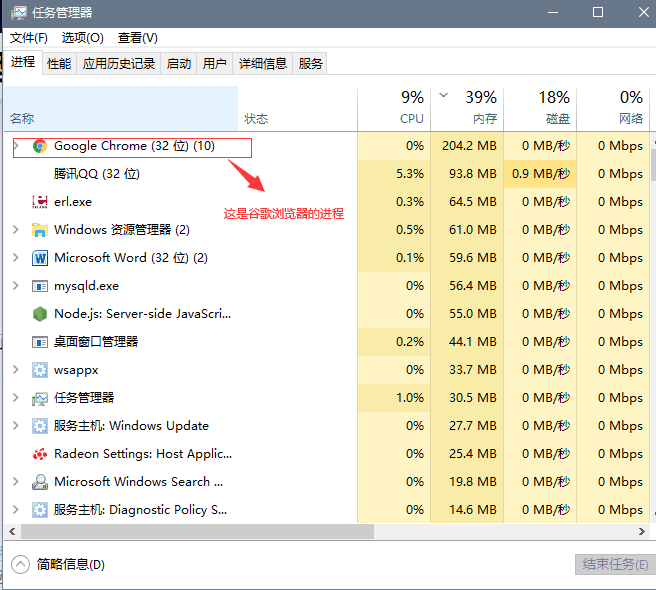 任务管理器
文件(F) 选项(O) 查看(V)
进程 性能 应用历史记录 启动 用户 详细信息 服务
9% 39% 18% 0%
名称 状态 CPU 内存 磁盘 网络
Google Chrome (32 位) (10) 0% 204.2 MB 0 MB/秒 0 Mbps
腾讯QQ (32 位) 5.3% 93.8 MB 0.9 MB/秒 0 Mbps
erl.exe 0.3% 64.5 MB 0 MB/秒 0 Mbps
这是谷歌浏览器的进程
Windows 资源管理器 (2) 0.5% 61.0 MB 0 MB/秒 0 Mbps
Microsoft Word (32 位) (2) 0.1% 59.6 MB 0 MB/秒 0 Mbps
mysqld.exe 0% 56.4 MB 0 MB/秒 0 Mbps
Node.js: Server-side JavaScri... 0% 55.0 MB 0 MB/秒 0 Mbps
桌面窗口管理器 0.2% 44.1 MB 0 MB/秒 0 Mbps
wsappx 0% 33.7 MB 0 MB/秒 0 Mbps
任务管理器 1.0% 30.5 MB 0 MB/秒 0 Mbps
服务主机: Windows Update 0% 27.7 MB 0 MB/秒 0 Mbps
Radeon Settings: Host Applic... 0% 25.4 MB 0 MB/秒 0 Mbps
Microsoft Windows Search ... 0% 19.8 MB 0 MB/秒 0 Mbps
服务主机: Diagnostic Policy S... 0% 14.6 MB 0 MB/秒 0 Mbps
简略信息(D) 结束任务(E)